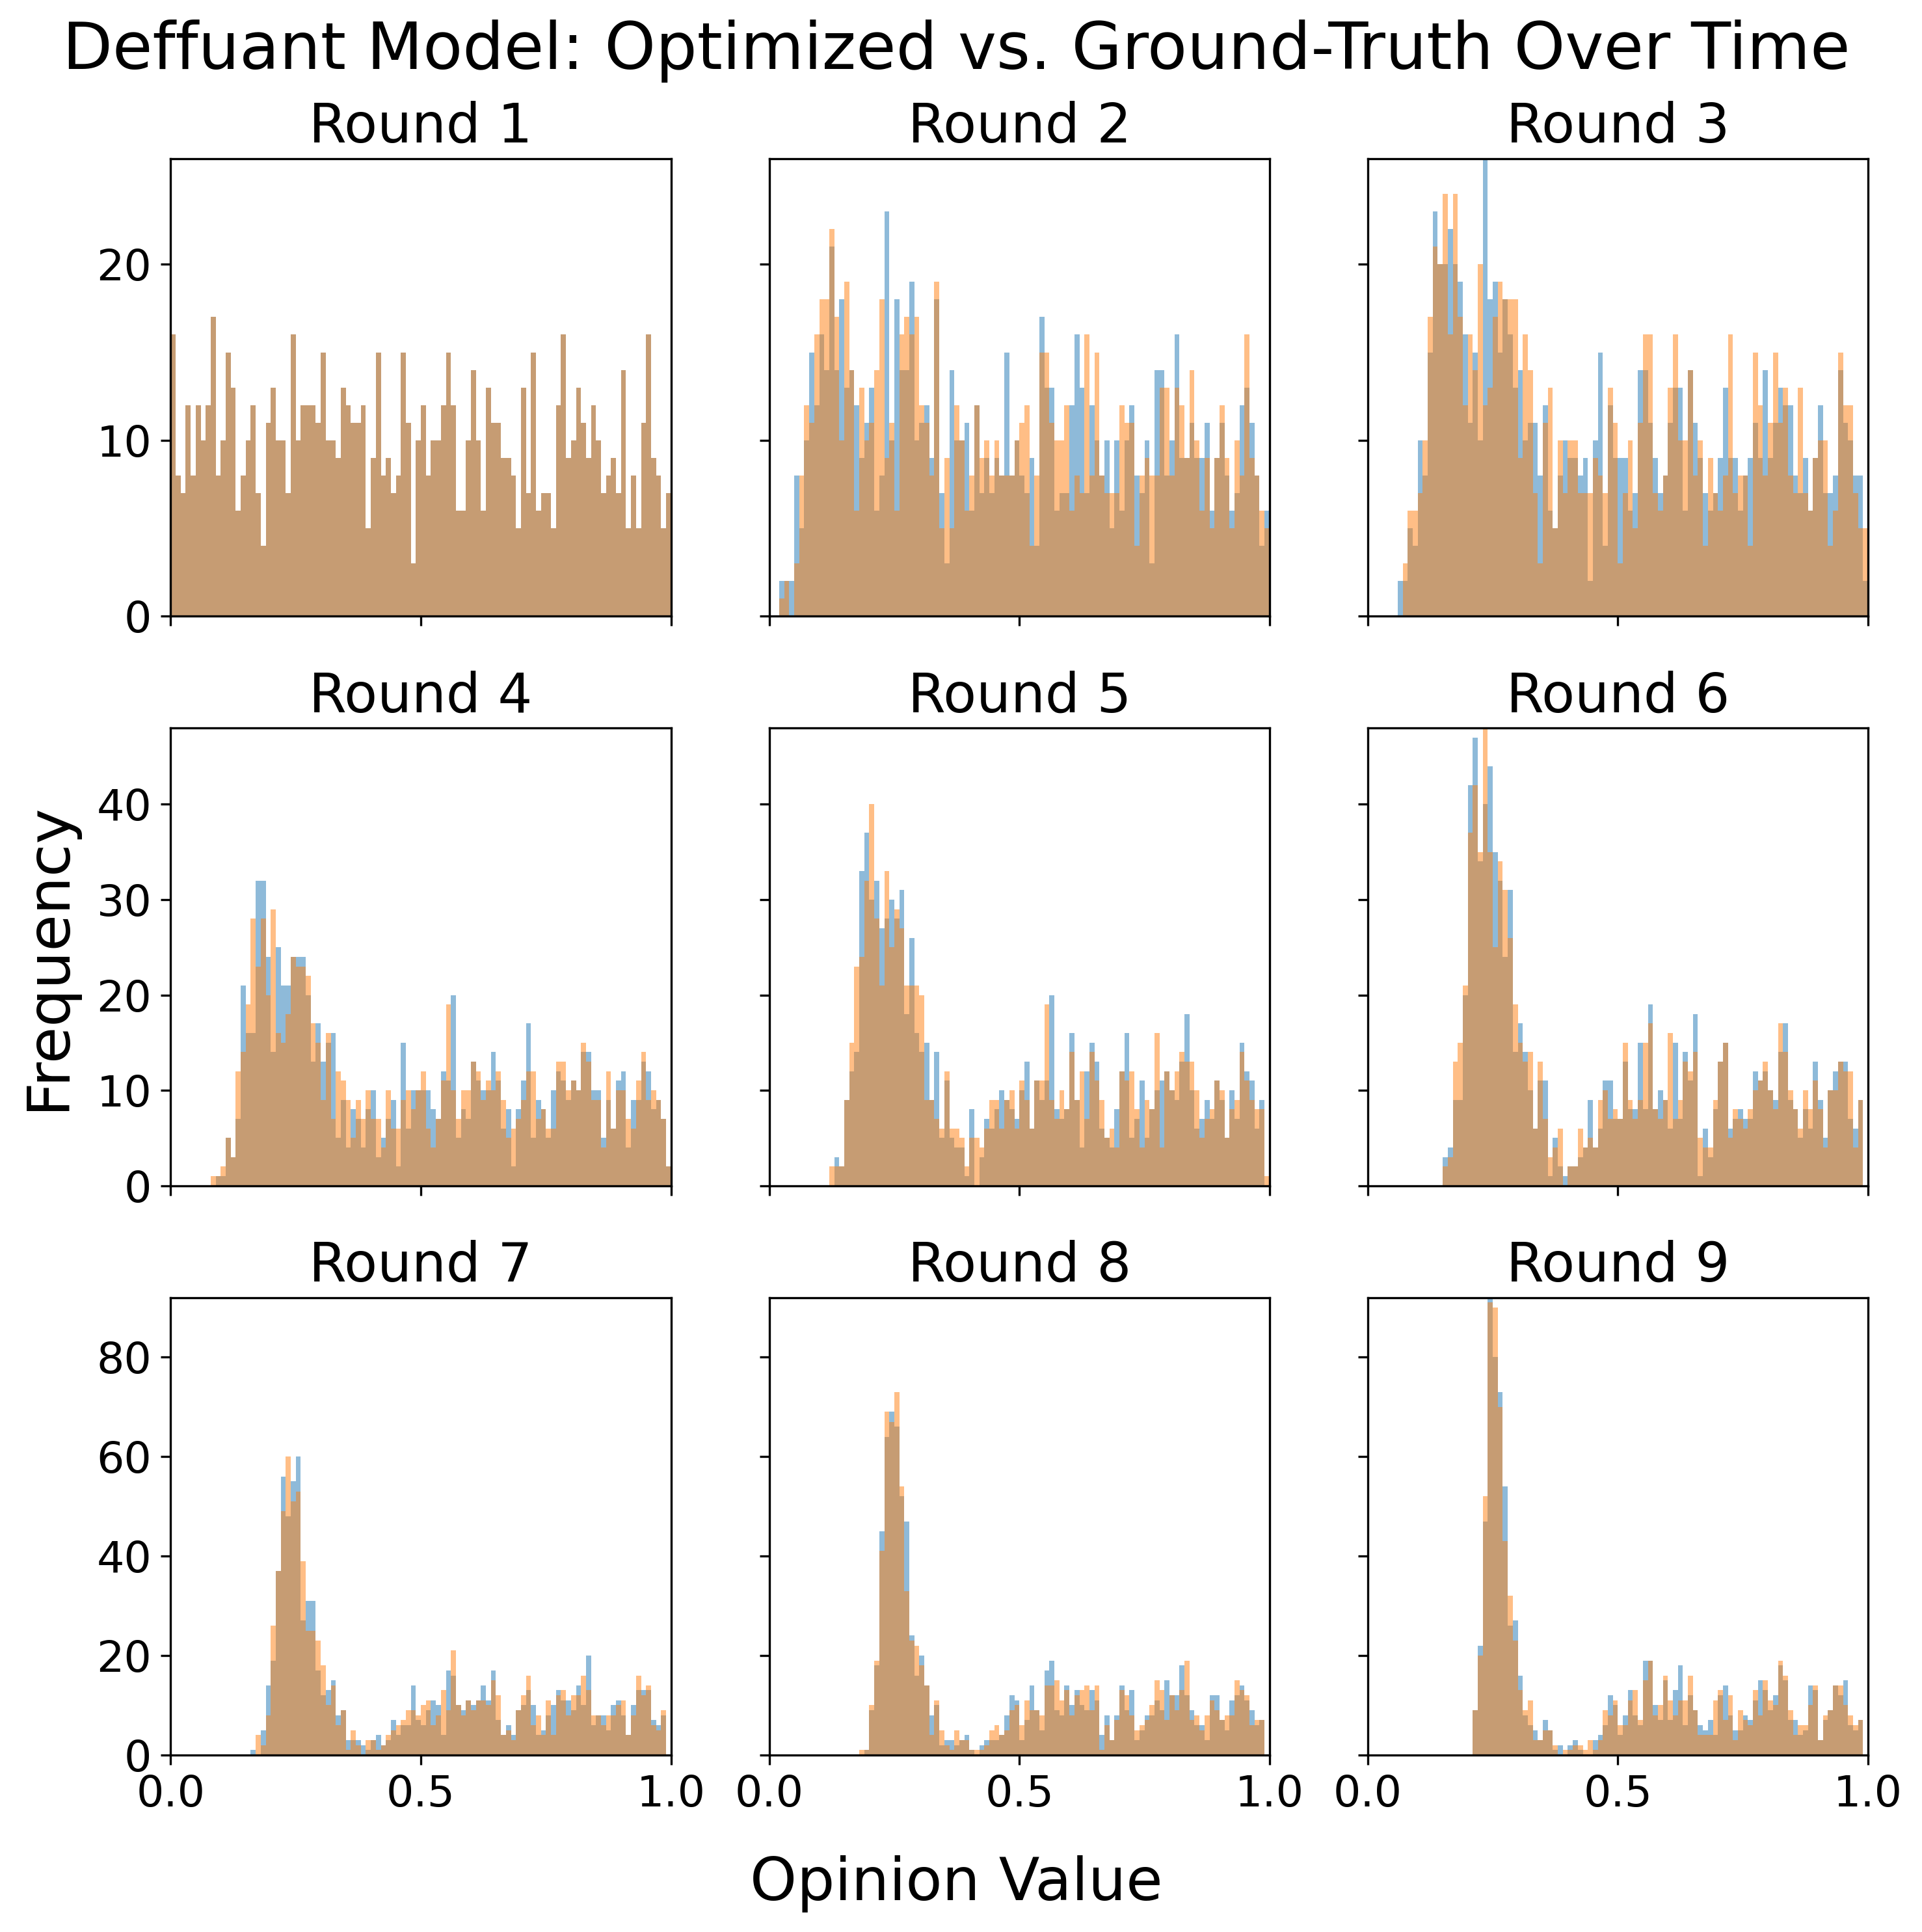 Deffuant Model: Optimized vs. Ground-Truth Over Time
Round 1
Round 2
Round 3
20
10
0
Round 4
Round 5
Round 6
Frequency
40
30
20
10
0
Round 7
Round 8
Round 9
80
60
40
20
0
0.0 0.5 1.0 0.0 0.5 1.0 0.0 0.5 1.0
Opinion Value